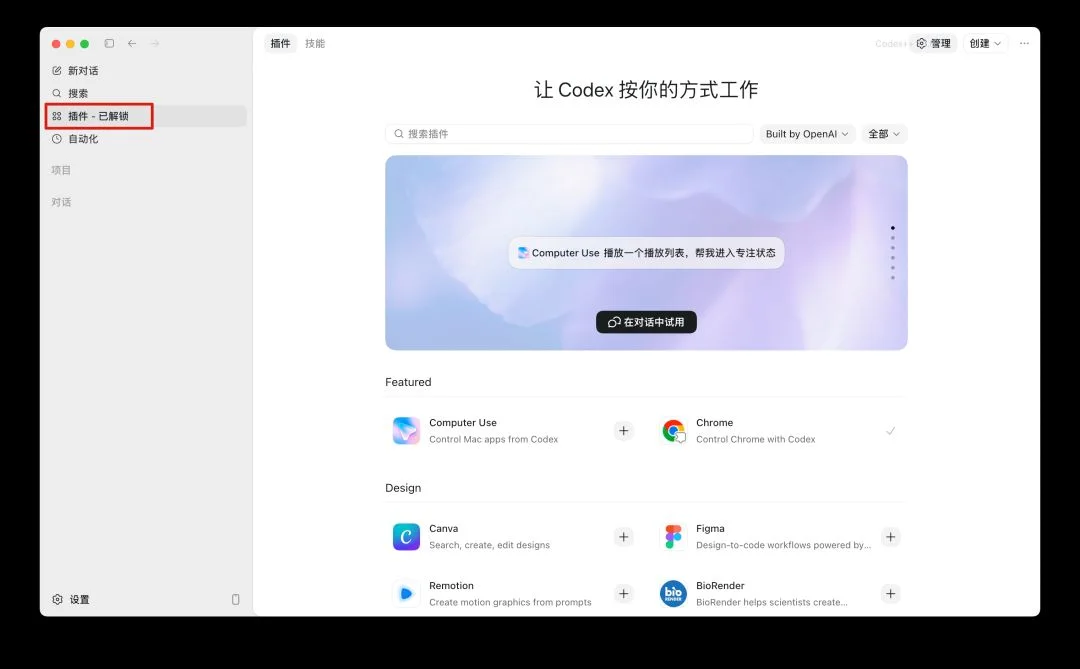 新对话
搜索
插件 - 已解锁
自动化
项目
对话
设置
插件 技能
管理 创建
让 Codex 按你的方式工作
搜索插件 Built by OpenAI 全部
Computer Use 播放一个播放列表，帮我进入专注状态
在对话中试用
Featured
Computer Use
Control Mac apps from Codex
Chrome
Control Chrome with Codex
Design
Canva
Search, create, edit designs
Figma
Design-to-code workflows powered by...
Remotion
Create motion graphics from prompts
bio
RENDER
BioRender
BioRender helps scientists create...